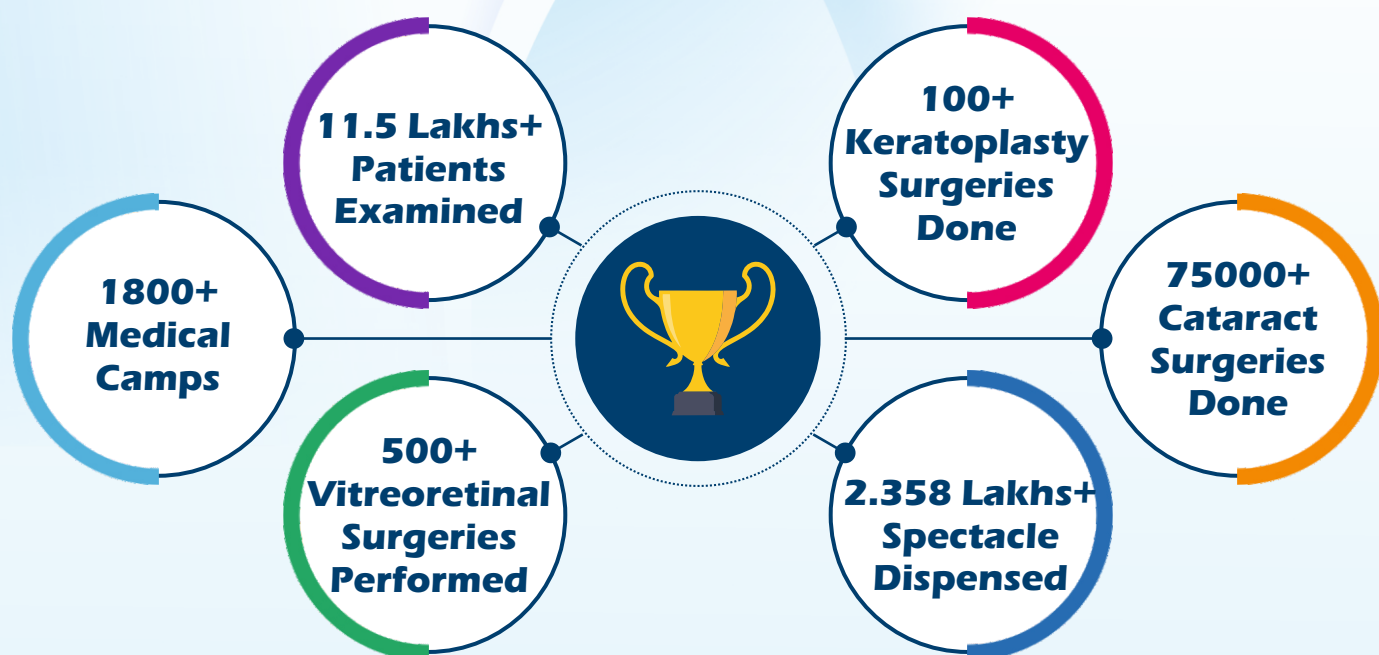 11.5 Lakhs+
Patients
Examined
100+
Keratoplasty
Surgeries
Done
1800+
Medical
Camps
75000+
Cataract
Surgeries
Done
500+
Vitreoretinal
Surgeries
Performed
2.358 Lakhs+
Spectacle
Dispensed